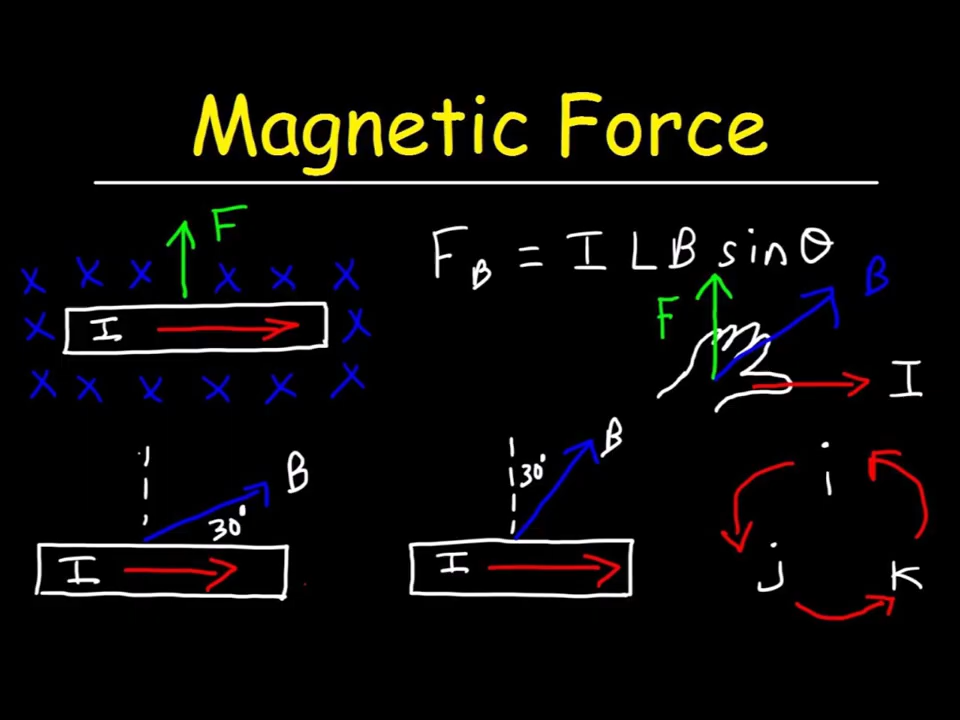 Magnetic Force
F
F_B = I L B sin θ
X X X X X X
X I X
X X X X X X
F B
I
B
30°
I
30° B
I
i
j k